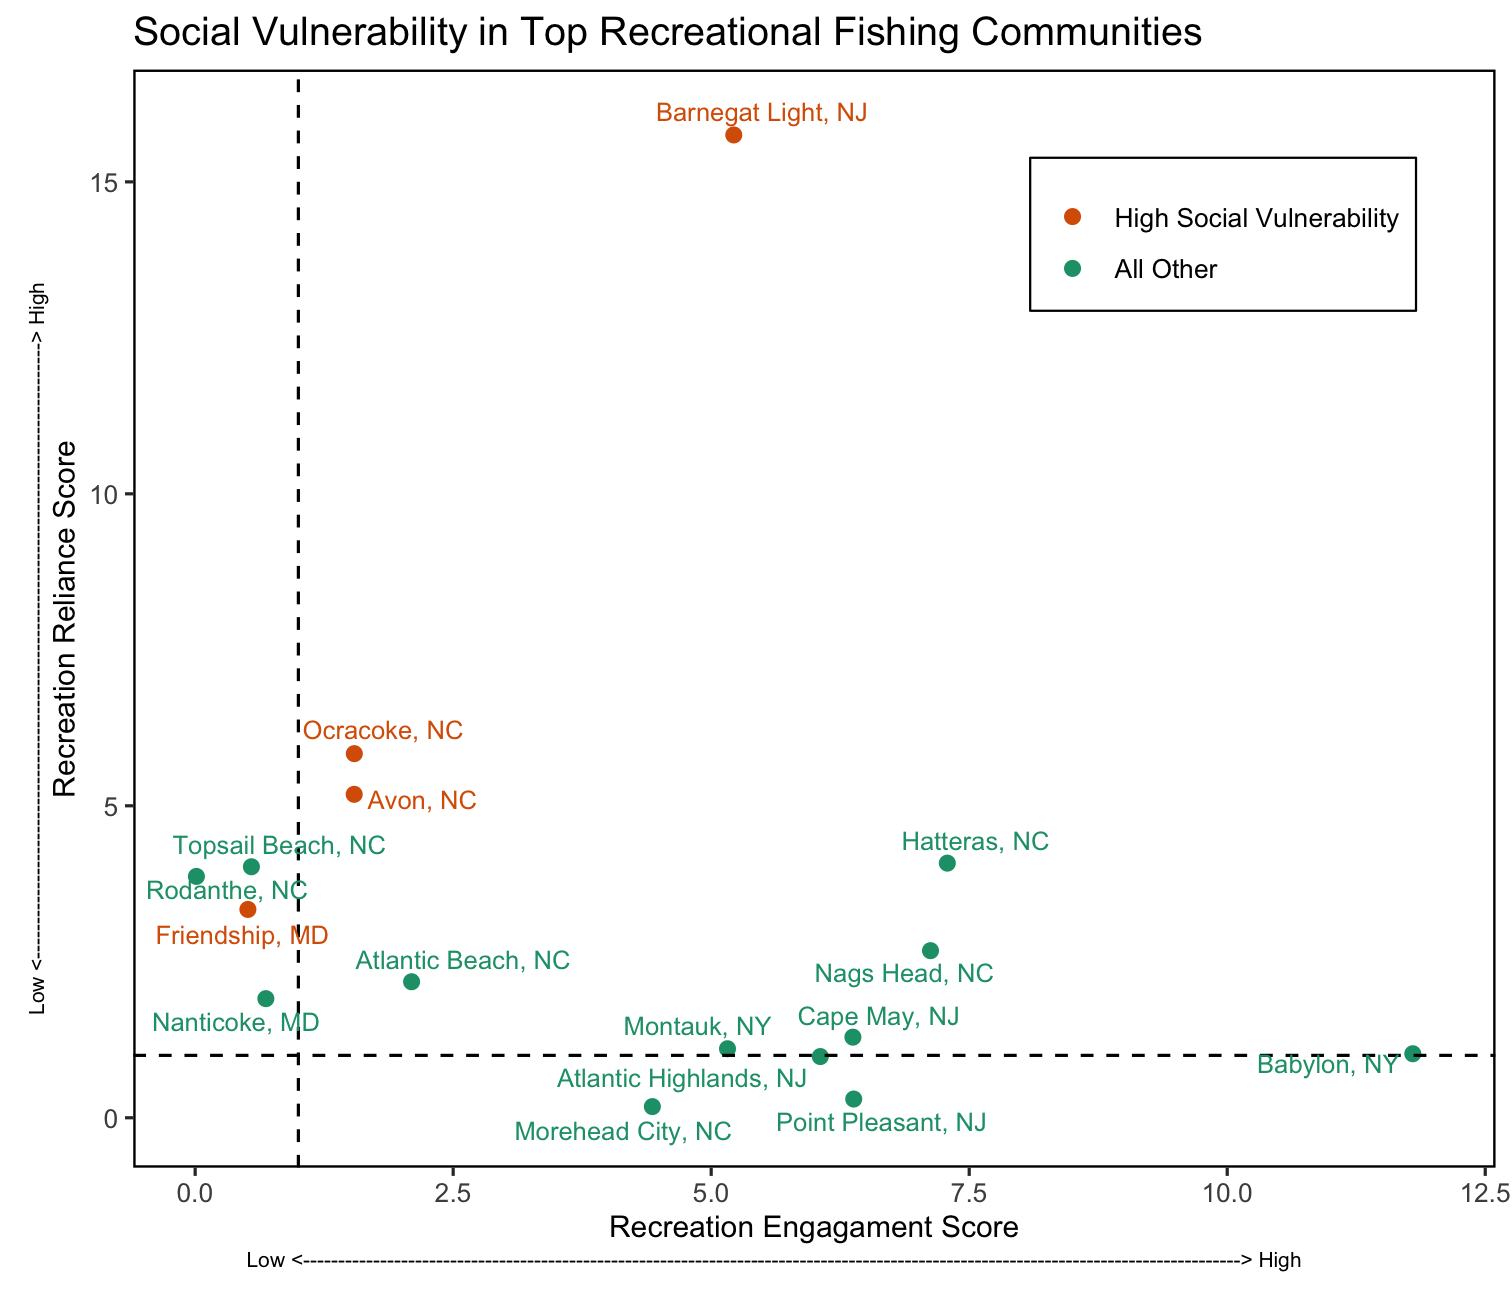 Social Vulnerability in Top Recreational Fishing Communities
Barnegat Light, NJ
High Social Vulnerability
All Other
Ocracoke, NC
Avon, NC
Topsail Beach, NC
Hatteras, NC
Rodanthe, NC
Friendship, MD
Atlantic Beach, NC
Nags Head, NC
Nanticoke, MD
Montauk, NY
Cape May, NJ
Babylon, NY
Atlantic Highlands, NJ
Point Pleasant, NJ
Morehead City, NC
15
10
5
0
Recreation Reliance Score
Low <---------------------------------------------------------------------------------------> High
0.0
2.5
5.0
7.5
10.0
12.5
Recreation Engagament Score
Low <---------------------------------------------------------------------------------------------------------------------------------------> High